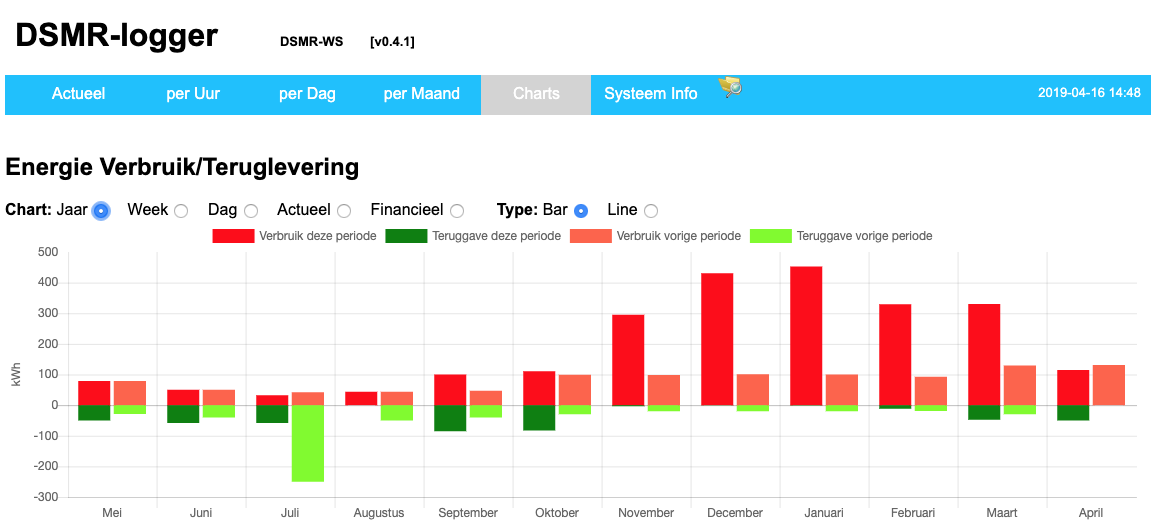 DSMR-logger DSMR-WS [v0.4.1]
Actueel per Uur per Dag per Maand Charts Systeem Info 2019-04-16 14:48
Energie Verbruik/Teruglevering
Chart: Jaar Week Dag Actueel Financieel Type: Bar Line
Verbruik deze periode Teruggave deze periode Verbruik vorige periode Teruggave vorige periode
500
400
300
200
100
0
-100
-200
-300
kWh
Mei Juni Juli Augustus September Oktober November December Januari Februari Maart April